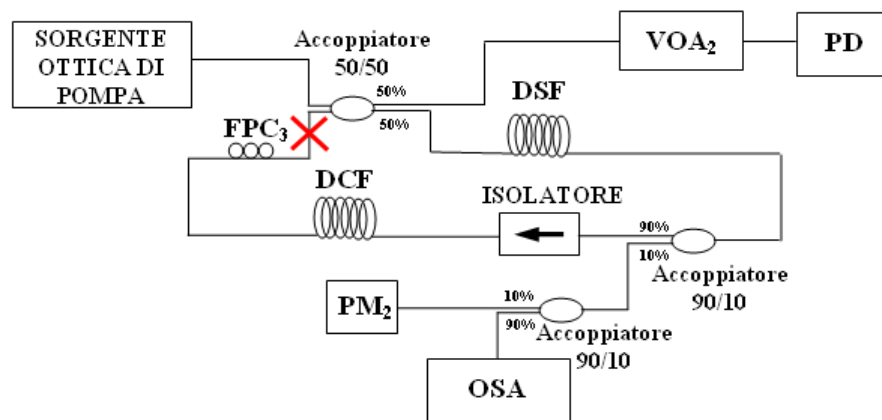 SORGENTE
OTTICA DI
POMPA
Accoppiatore
50/50
50%
50%
VOA2
PD
DSF
FPC3
DCF
ISOLATORE
90%
10%
Accoppiatore
90/10
PM2
10%
90%
Accoppiatore
90/10
OSA